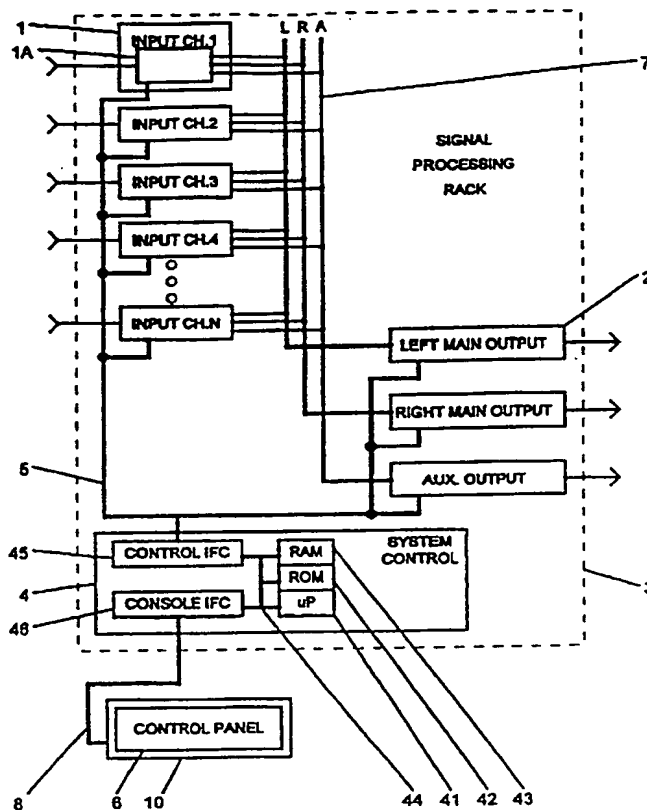 1
INPUT CH.1
L R A
1A
7
INPUT CH.2
SIGNAL
PROCESSING
RACK
INPUT CH.3
INPUT CH.4
2
INPUT CH.N
LEFT MAIN OUTPUT
RIGHT MAIN OUTPUT
5
AUX. OUTPUT
SYSTEM
CONTROL
45
CONTROL IFC
RAM
4
ROM
3
46
CONSOLE IFC
uP
CONTROL PANEL
8
6
10
44
41
42
43